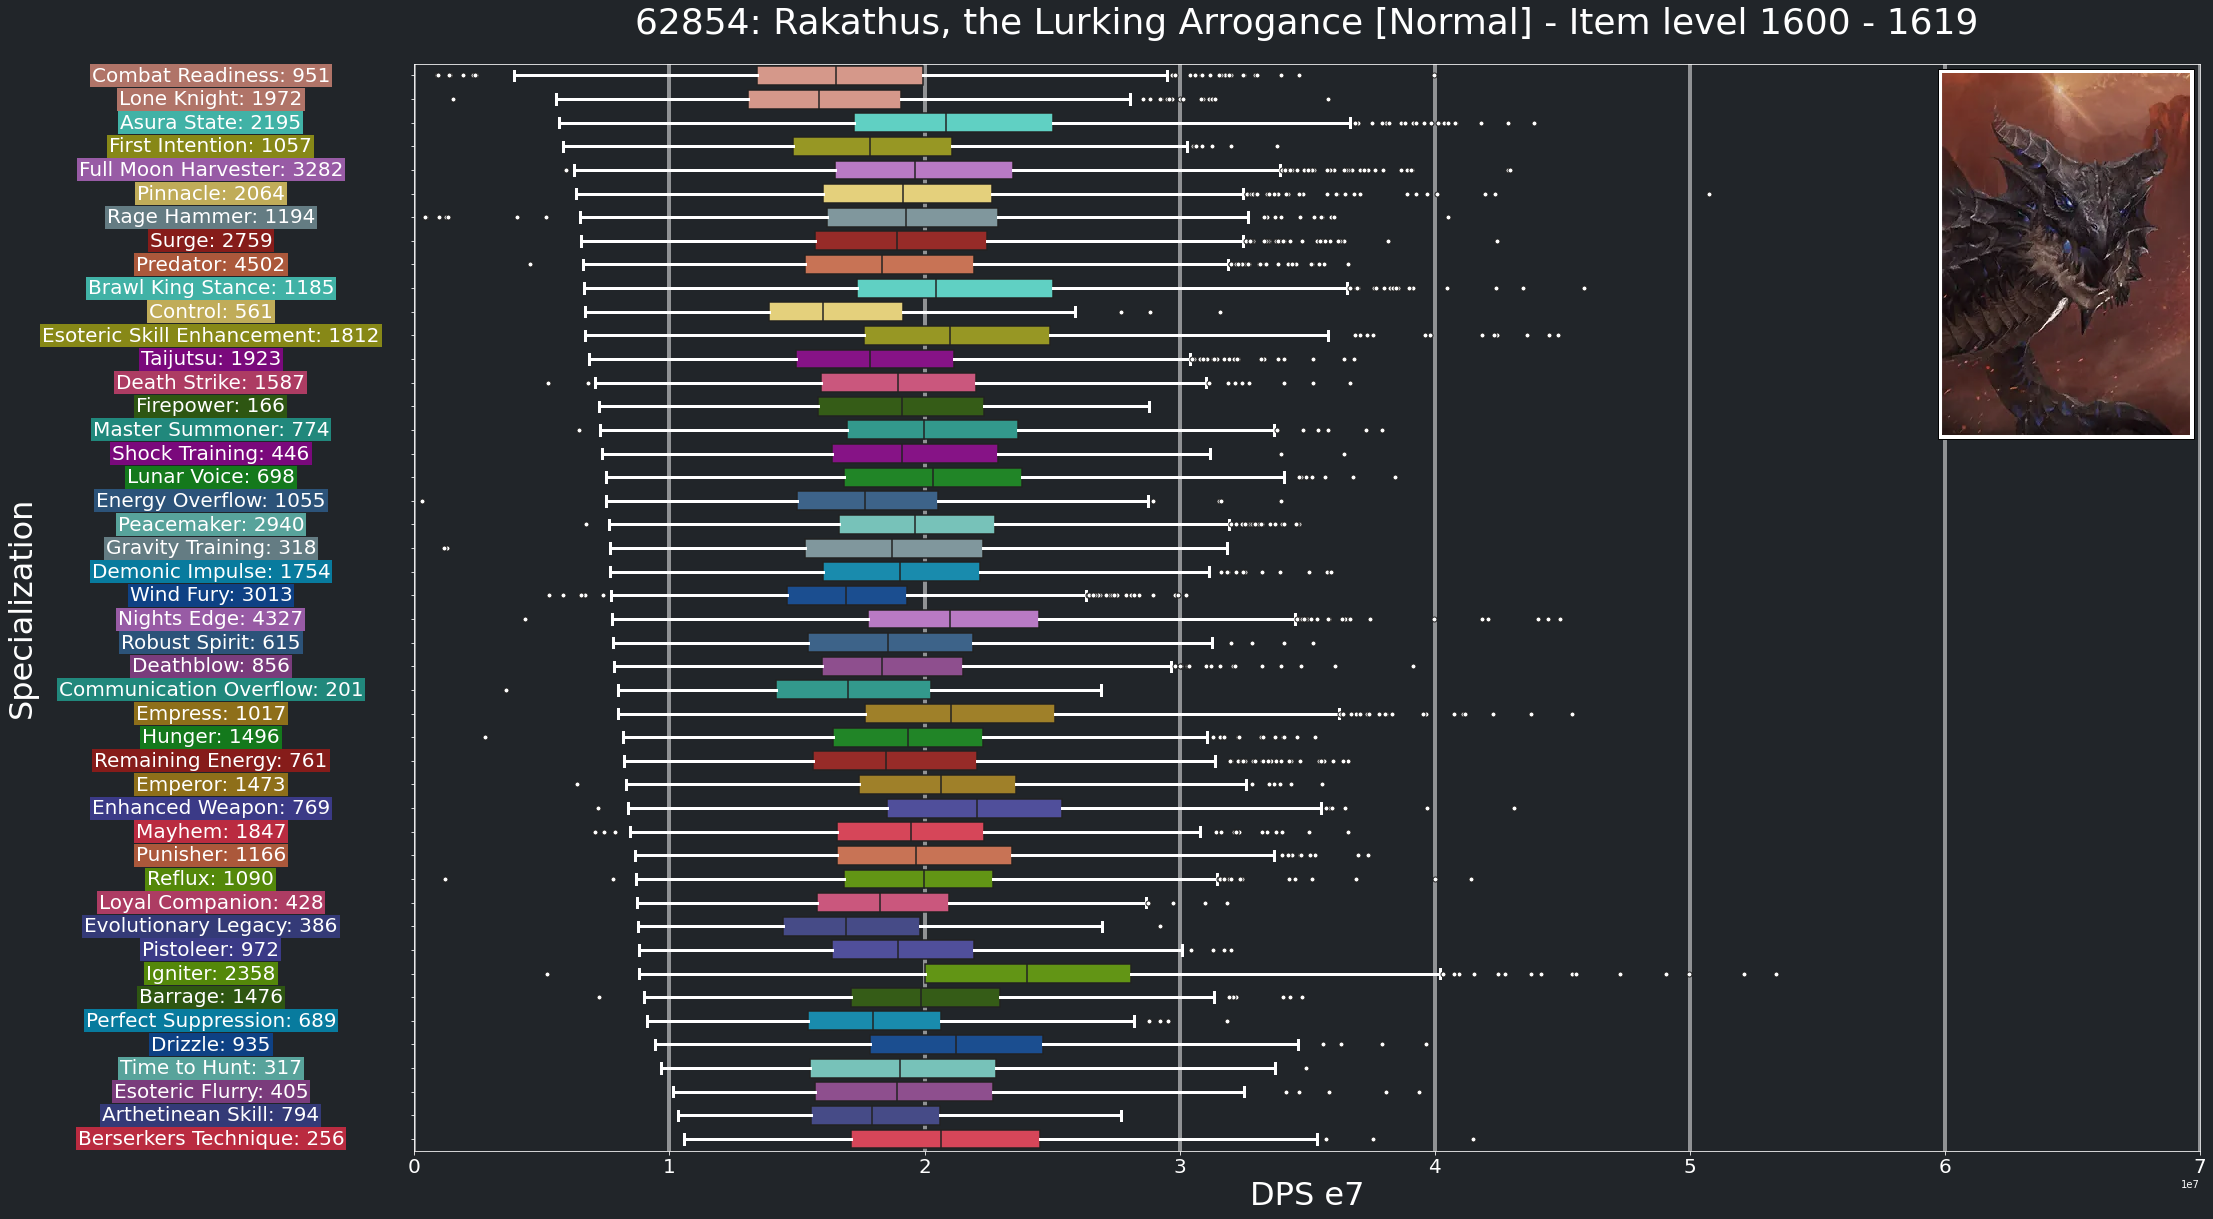 62854: Rakathus, the Lurking Arrogance [Normal] - Item level 1600 - 1619
Combat Readiness: 951
Lone Knight: 1972
Asura State: 2195
First Intention: 1057
Full Moon Harvester: 3282
Pinnacle: 2064
Rage Hammer: 1194
Surge: 2759
Predator: 4502
Brawl King Stance: 1185
Control: 561
Esoteric Skill Enhancement: 1812
Taijutsu: 1923
Death Strike: 1587
Firepower: 166
Master Summoner: 774
Shock Training: 446
Lunar Voice: 698
Energy Overflow: 1055
Peacemaker: 2940
Gravity Training: 318
Demonic Impulse: 1754
Wind Fury: 3013
Nights Edge: 4327
Robust Spirit: 615
Deathblow: 856
Communication Overflow: 201
Empress: 1017
Hunger: 1496
Remaining Energy: 761
Emperor: 1473
Enhanced Weapon: 769
Mayhem: 1847
Punisher: 1166
Reflux: 1090
Loyal Companion: 428
Evolutionary Legacy: 386
Pistoleer: 972
Igniter: 2358
Barrage: 1476
Perfect Suppression: 689
Drizzle: 935
Time to Hunt: 317
Esoteric Flurry: 405
Arthetinean Skill: 794
Berserkers Technique: 256
Specialization
0 1 2 3 4 5 6 7
1e7
DPS e7